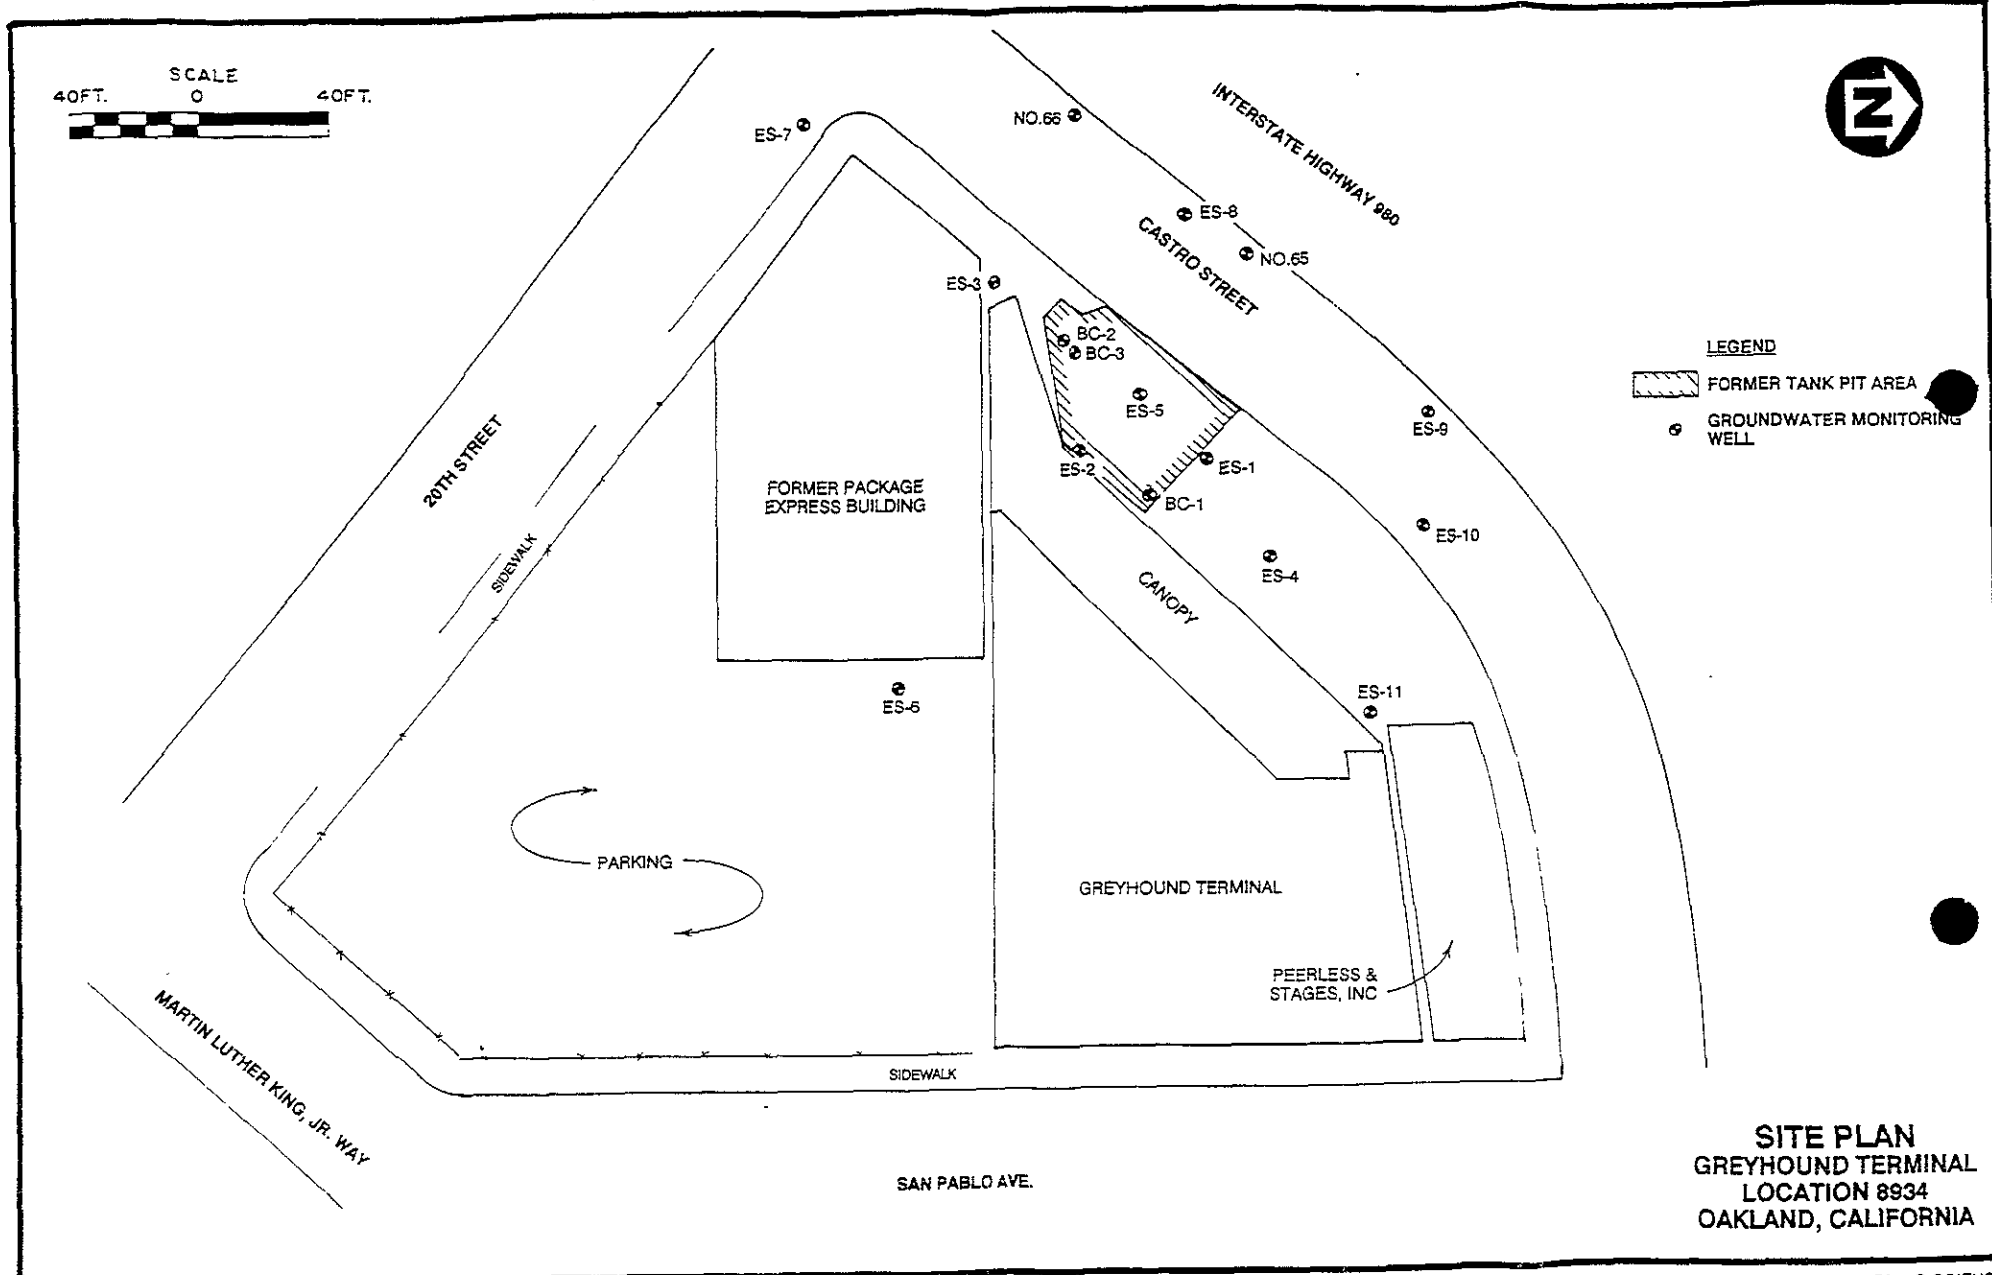 SCALE
40FT. 0 40FT.
N
INTERSTATE HIGHWAY 980
ES-7
NO.66
ES-8
CASTRO STREET
NO.65
ES-3
BC-2
BC-3
LEGEND
FORMER TANK PIT AREA
GROUNDWATER MONITORING
WELL
ES-5
ES-9
20TH STREET
ES-2
ES-1
FORMER PACKAGE
EXPRESS BUILDING
BC-1
ES-10
SIDEWALK
ES-4
CANOPY
ES-11
ES-6
PARKING
GREYHOUND TERMINAL
PEERLESS &
STAGES, INC
MARTIN LUTHER KING, JR. WAY
SIDEWALK
SAN PABLO AVE.
SITE PLAN
GREYHOUND TERMINAL
LOCATION 8934
OAKLAND, CALIFORNIA